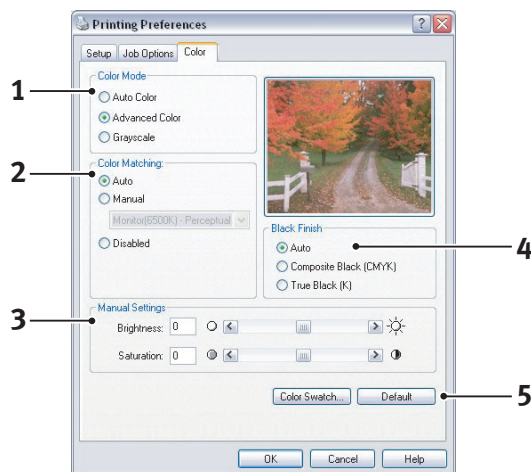 Printing Preferences
Setup Job Options Color
1
Color Mode
Auto Color
Advanced Color
Grayscale
2
Color Matching:
Auto
Manual
Monitor(6500K) - Perceptual
Disabled
Black Finish
Auto
Composite Black (CMYK)
True Black (K)
4
3
Manual Settings
Brightness: 0
Saturation: 0
Color Swatch... Default
5
OK Cancel Help